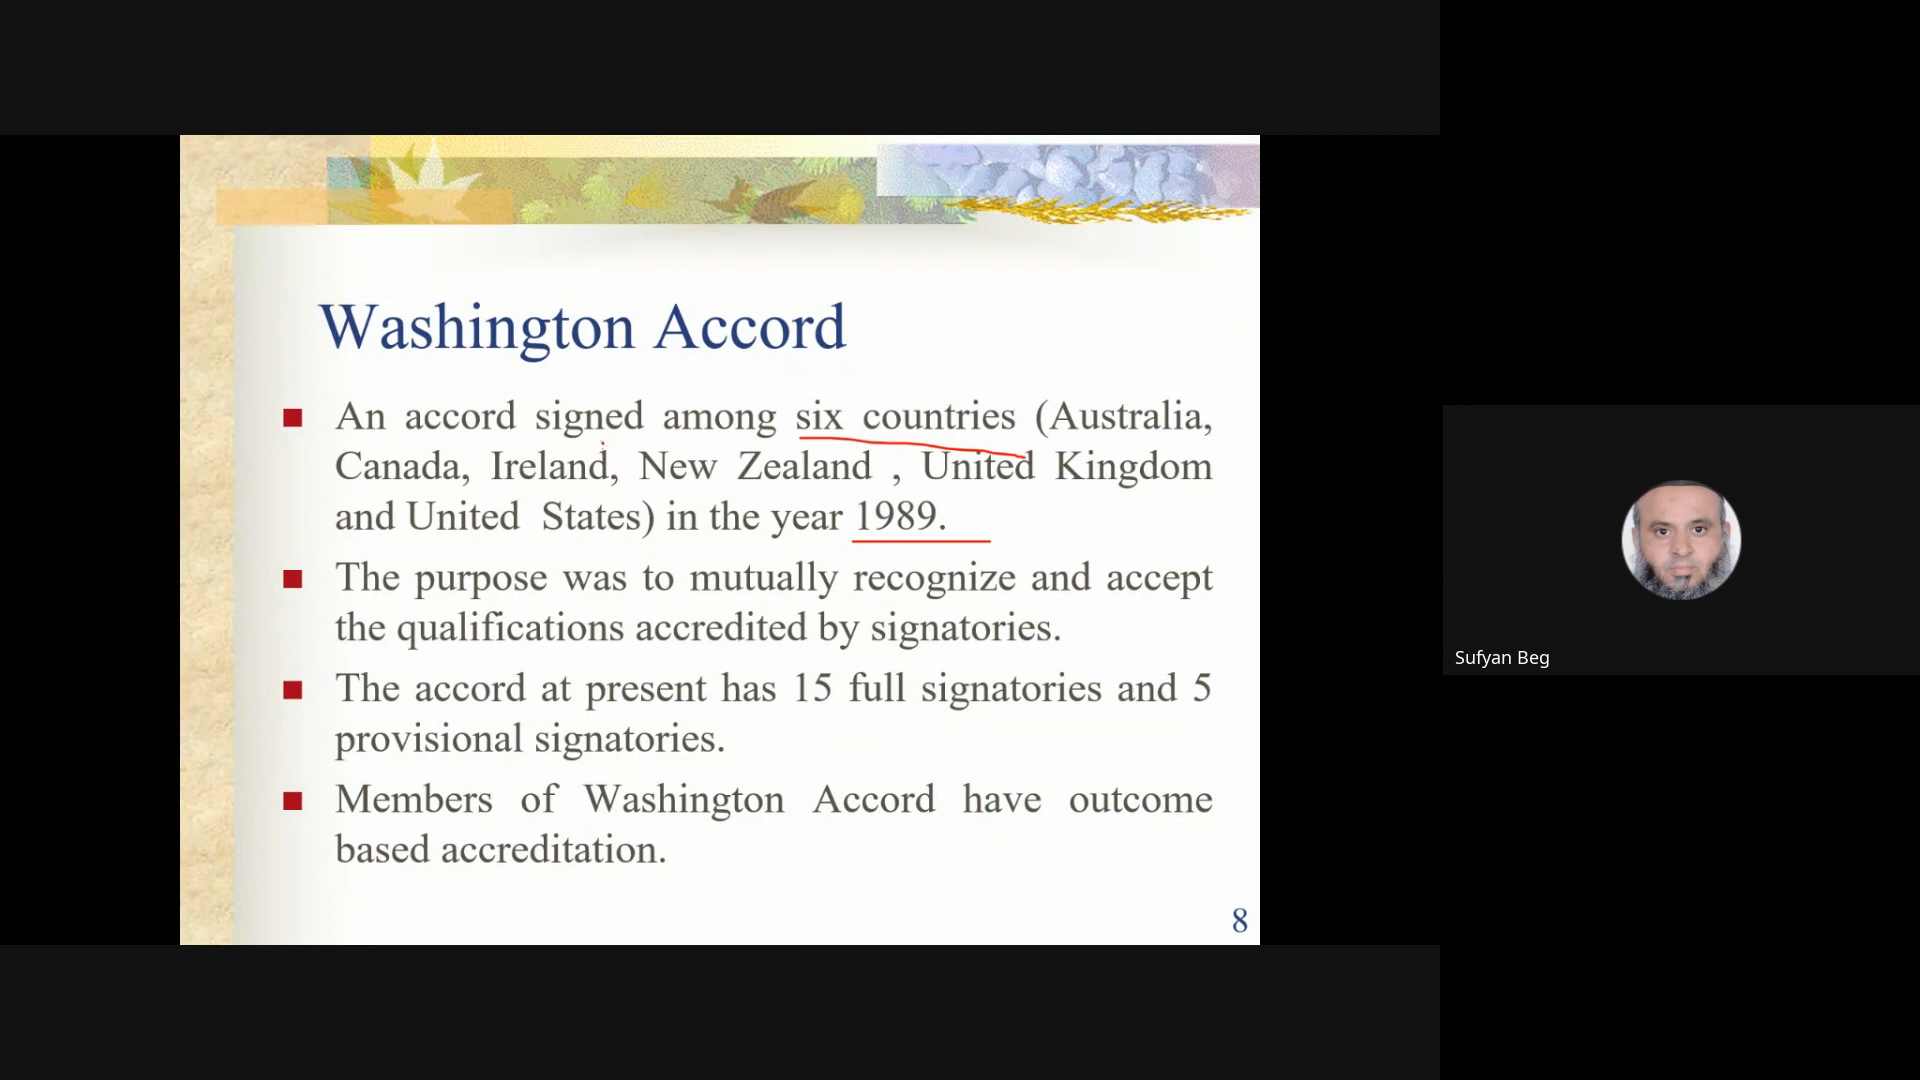 Washington Accord
An accord signed among six countries (Australia,
Canada, Ireland, New Zealand , United Kingdom
and United States) in the year 1989.
The purpose was to mutually recognize and accept
the qualifications accredited by signatories.
The accord at present has 15 full signatories and 5
provisional signatories.
Members of Washington Accord have outcome
based accreditation.
8
Sufyan Beg